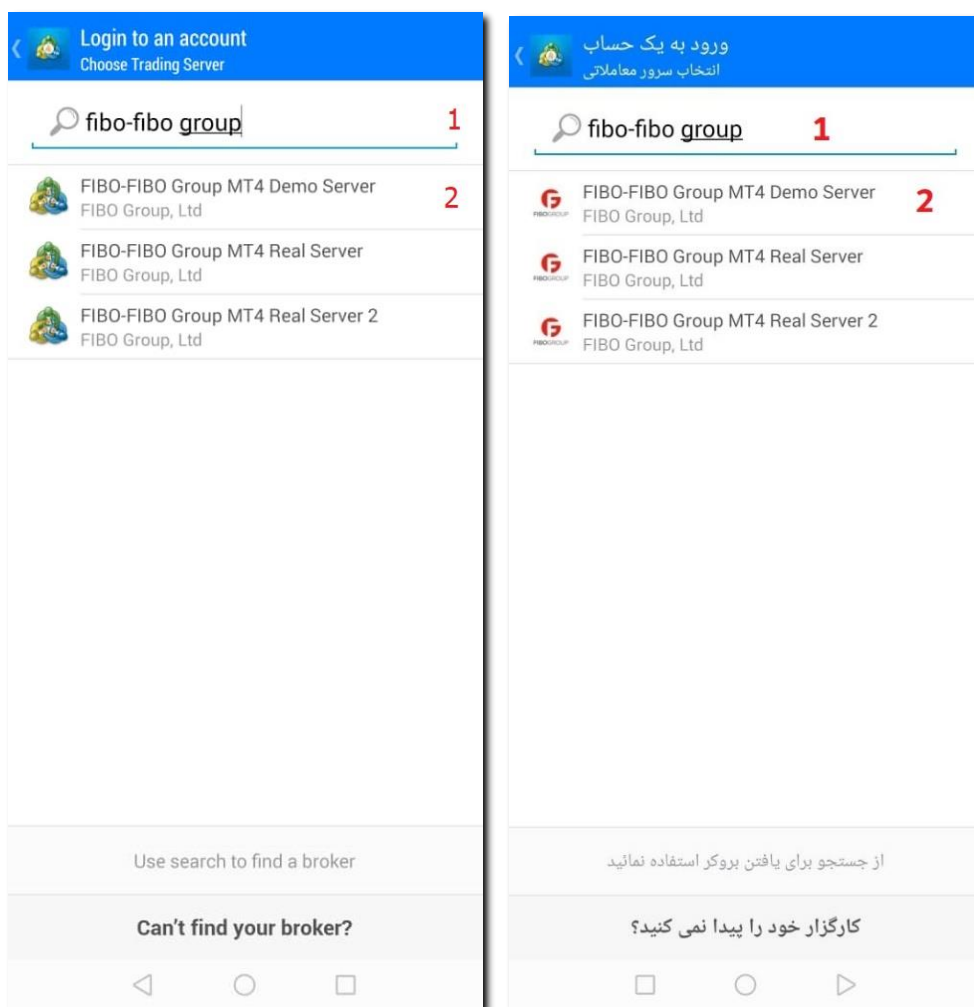 Login to an account
Choose Trading Server
fibo-fibo group
1
FIBO-FIBO Group MT4 Demo Server
2
FIBO Group, Ltd
FIBO-FIBO Group MT4 Real Server
FIBO Group, Ltd
FIBO-FIBO Group MT4 Real Server 2
FIBO Group, Ltd
Use search to find a broker
Can't find your broker?
ورود به یک حساب
انتخاب سرور معاملاتی
fibo-fibo group
1
FIBOGROUP
FIBO-FIBO Group MT4 Demo Server
2
FIBO Group, Ltd
FIBOGROUP
FIBO-FIBO Group MT4 Real Server
FIBO Group, Ltd
FIBOGROUP
FIBO-FIBO Group MT4 Real Server 2
FIBO Group, Ltd
از جستجو برای یافتن بروکر استفاده نمائید
کارگزار خود را پیدا نمی کنید؟